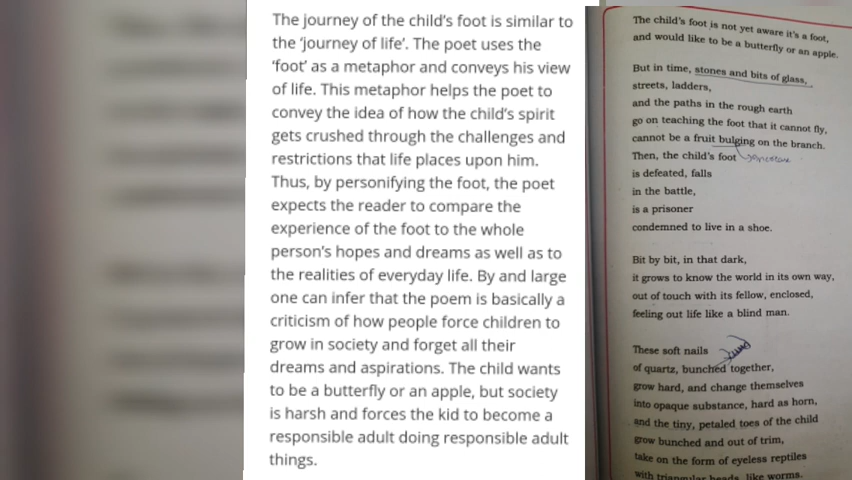 The journey of the child's foot is similar to
the 'journey of life'. The poet uses the
'foot' as a metaphor and conveys his view
of life. This metaphor helps the poet to
convey the idea of how the child's spirit
gets crushed through the challenges and
restrictions that life places upon him.
Thus, by personifying the foot, the poet
expects the reader to compare the
experience of the foot to the whole
person's hopes and dreams as well as to
the realities of everyday life. By and large
one can infer that the poem is basically a
criticism of how people force children to
grow in society and forget all their
dreams and aspirations. The child wants
to be a butterfly or an apple, but society
is harsh and forces the kid to become a
responsible adult doing responsible adult
things.
The child's foot is not yet aware it's a foot,
and would like to be a butterfly or an apple.
But in time, stones and bits of glass,
streets, ladders,
and the paths in the rough earth
go on teaching the foot that it cannot fly,
cannot be a fruit bulging on the branch.
Then, the child's foot
is defeated, falls
in the battle,
is a prisoner
condemned to live in a shoe.
Bit by bit, in that dark,
it grows to know the world in its own way,
out of touch with its fellow, enclosed,
feeling out life like a blind man.
These soft nails
of quartz, bunched together,
grow hard, and change themselves
into opaque substance, hard as horn,
and the tiny, petaled toes of the child
grow bunched and out of trim,
take on the form of eyeless reptiles
with triangular heads, like worms.